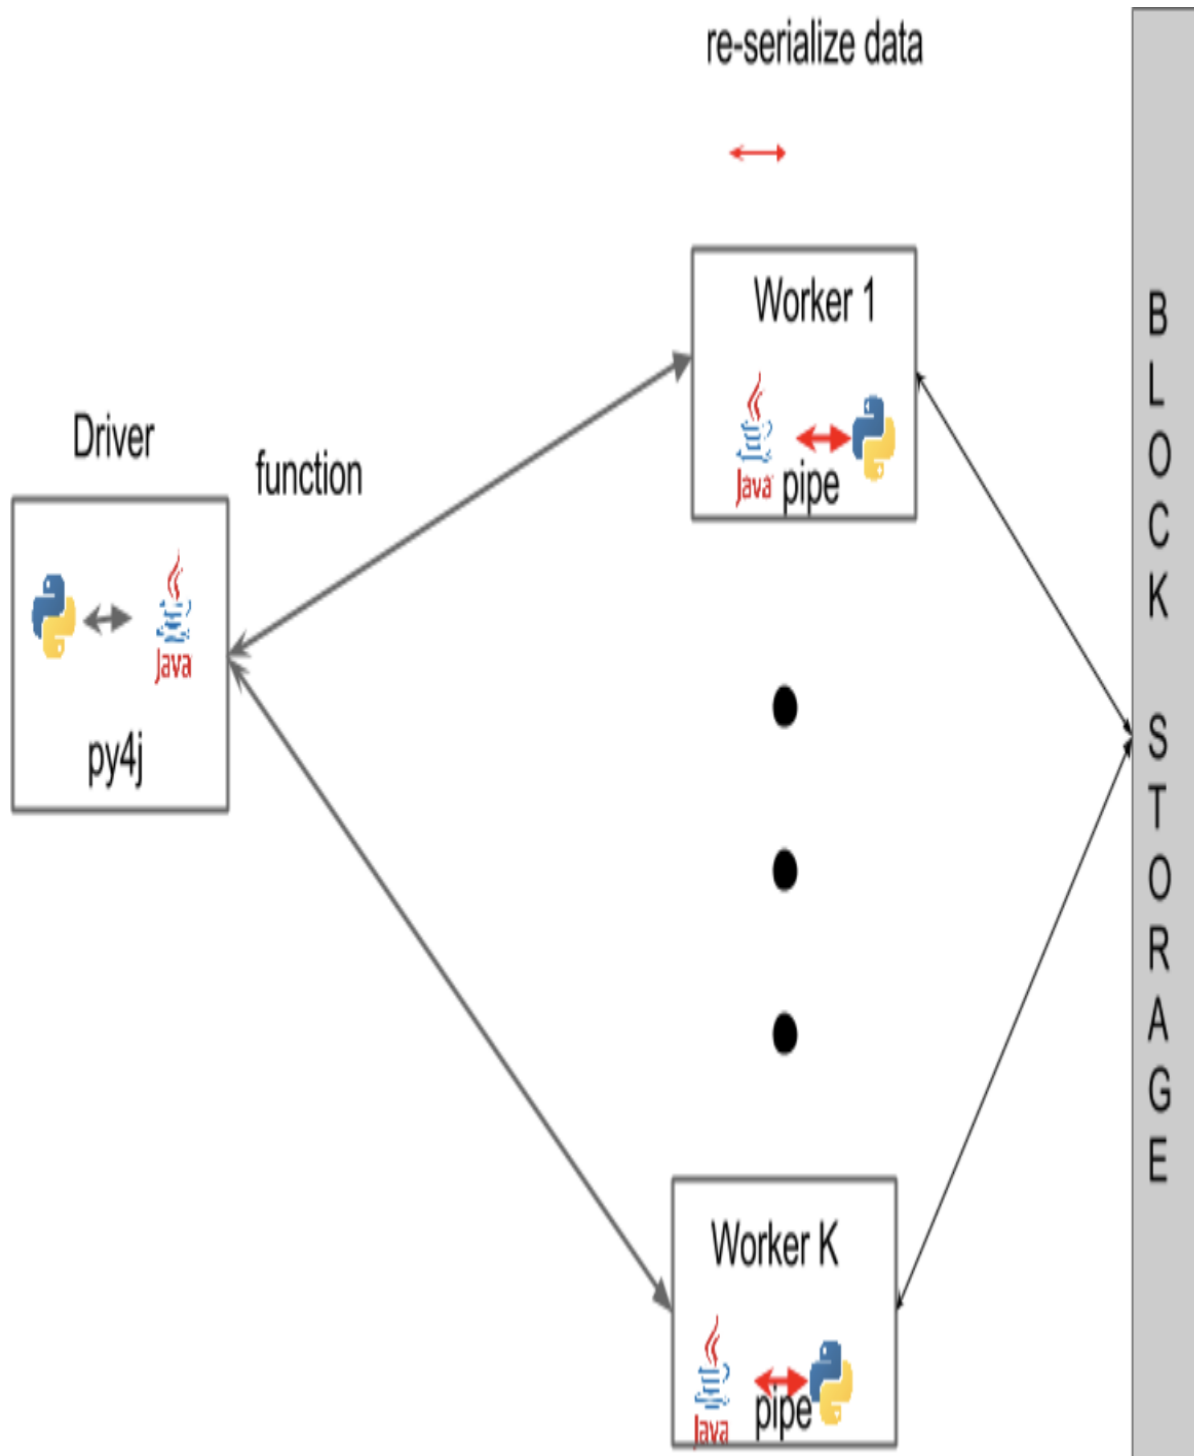 re-serialize data
Worker 1
Java
pipe
Driver
function
Java
py4j
Worker K
Java
pipe
BLOCK STORAGE